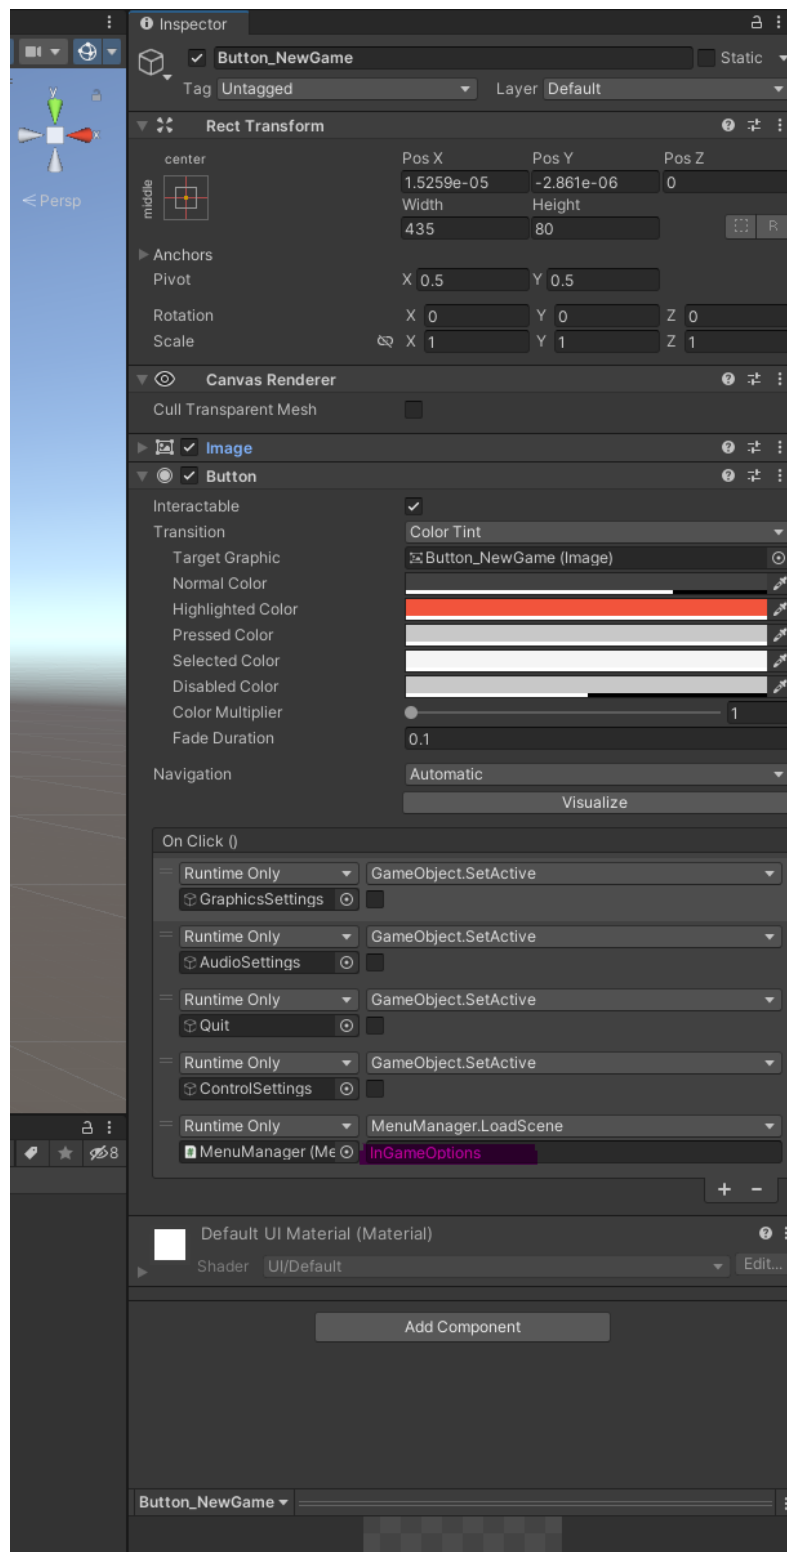 Inspector
Button_NewGame
Static
Tag Untagged
Layer Default
Rect Transform
center
middle
Pos X Pos Y Pos Z
1.5259e-05 -2.861e-06 0
Width Height
435 80
R
Anchors
Pivot X 0.5 Y 0.5
Rotation X 0 Y 0 Z 0
Scale X 1 Y 1 Z 1
Canvas Renderer
Cull Transparent Mesh
Image
Button
Interactable
Transition Color Tint
Target Graphic Button_NewGame (Image)
Normal Color
Highlighted Color
Pressed Color
Selected Color
Disabled Color
Color Multiplier 1
Fade Duration 0.1
Navigation Automatic
Visualize
On Click ()
Runtime Only GameObject.SetActive
GraphicsSettings
Runtime Only GameObject.SetActive
AudioSettings
Runtime Only GameObject.SetActive
Quit
Runtime Only GameObject.SetActive
ControlSettings
Runtime Only MenuManager.LoadScene
MenuManager (Me InGameOptions
+ −
Default UI Material (Material)
Shader UI/Default Edit...
Add Component
Button_NewGame
y
x
< Persp
8